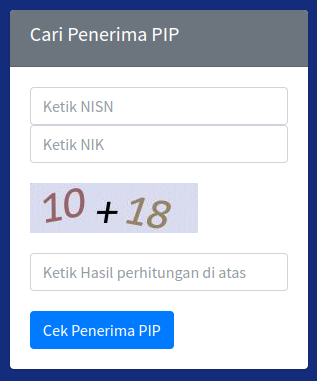 Cari Penerima PIP
Ketik NISN
Ketik NIK
10 + 18
Ketik Hasil perhitungan di atas
Cek Penerima PIP